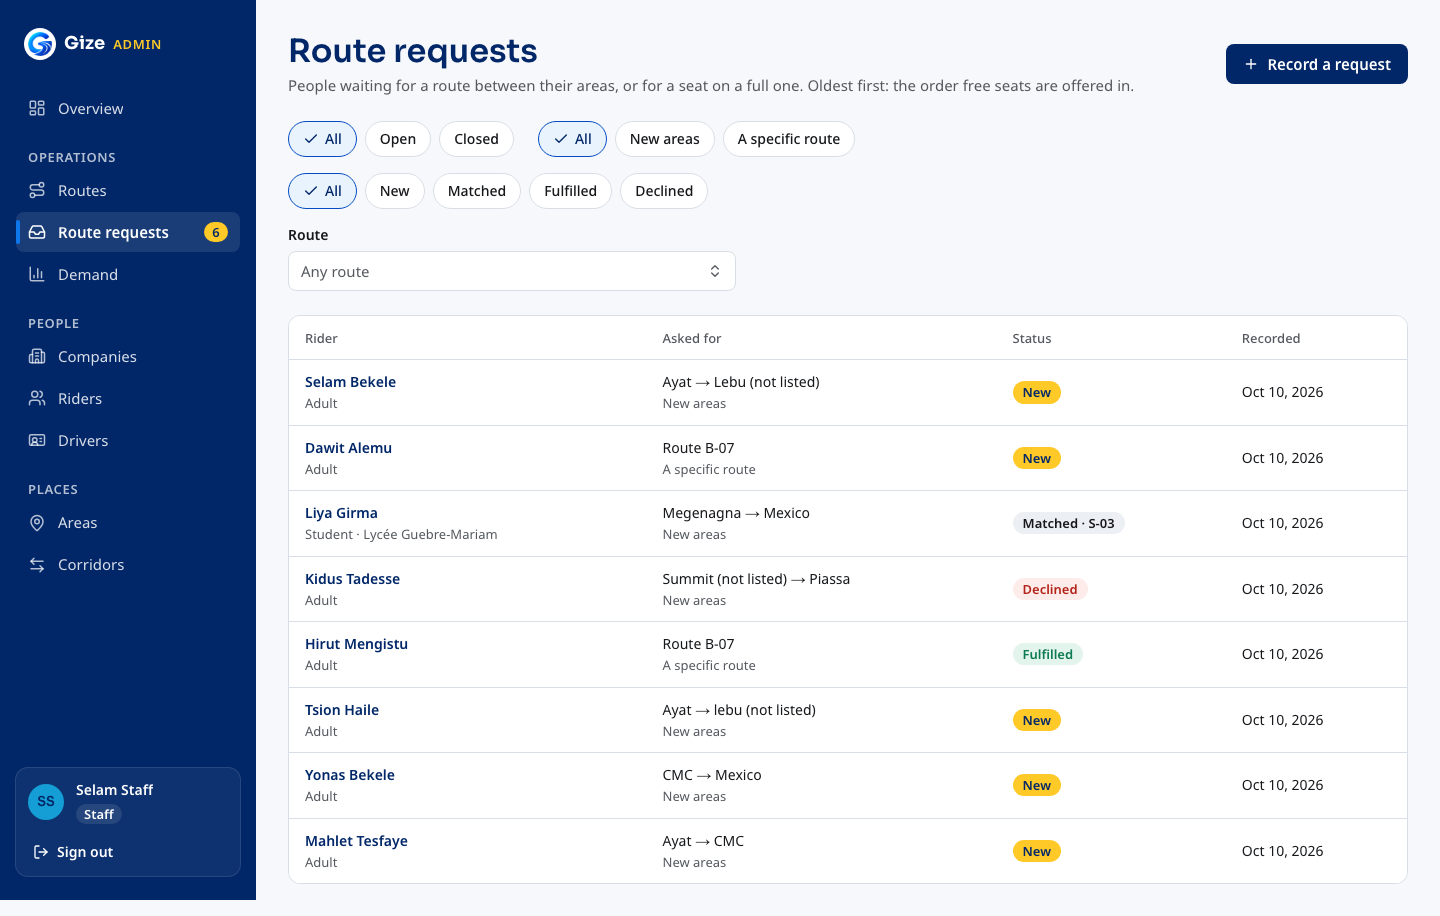 Gize ADMIN
Overview
OPERATIONS
Routes
Route requests 6
Demand
PEOPLE
Companies
Riders
Drivers
PLACES
Areas
Corridors
SS
Selam Staff
Staff
Sign out
Route requests
People waiting for a route between their areas, or for a seat on a full one. Oldest first: the order free seats are offered in.
+ Record a request
All Open Closed All New areas A specific route
All New Matched Fulfilled Declined
Route
Any route
Rider Asked for Status Recorded
Selam Bekele Ayat → Lebu (not listed) New Oct 10, 2026
Adult New areas
Dawit Alemu Route B-07 New Oct 10, 2026
Adult A specific route
Liya Girma Megenagna → Mexico Matched · S-03 Oct 10, 2026
Student · Lycée Guebre-Mariam New areas
Kidus Tadesse Summit (not listed) → Piassa Declined Oct 10, 2026
Adult New areas
Hirut Mengistu Route B-07 Fulfilled Oct 10, 2026
Adult A specific route
Tsion Haile Ayat → lebu (not listed) New Oct 10, 2026
Adult New areas
Yonas Bekele CMC → Mexico New Oct 10, 2026
Adult New areas
Mahlet Tesfaye Ayat → CMC New Oct 10, 2026
Adult New areas